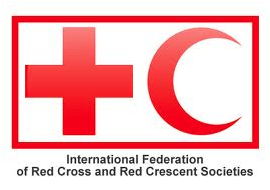 International Federation
of Red Cross and Red Crescent Societies